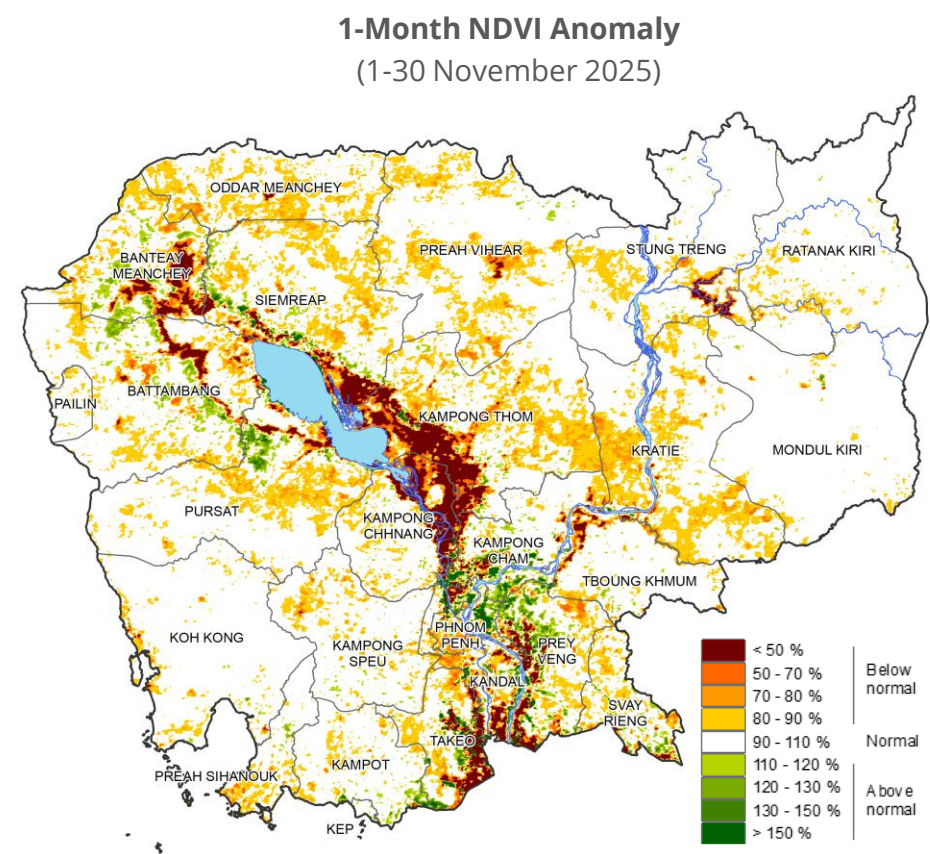 1-Month NDVI Anomaly
(1-30 November 2025)
ODDAR MEANCHEY
PREAH VIHEAR
STUNG TRENG
RATANAK KIRI
BANTEAY
MEANCHEY
SIEMREAP
PAILIN
BATTAMBANG
KAMPONG THOM
KRATIE
MONDUL KIRI
PURSAT
KAMPONG
CHHNANG
KAMPONG
CHAM
TBOUNG KHMUM
KOH KONG
KAMPONG
SPEU
PHNOM
PENH
PREY
VENG
KANDAL
SVAY
RIENG
TAKEO
KAMPOT
PREAH SIHANOUK
KEP
< 50 %
50 - 70 %
70 - 80 %
80 - 90 %
90 - 110 %
110 - 120 %
120 - 130 %
130 - 150 %
> 150 %
Below
normal
Normal
Above
normal